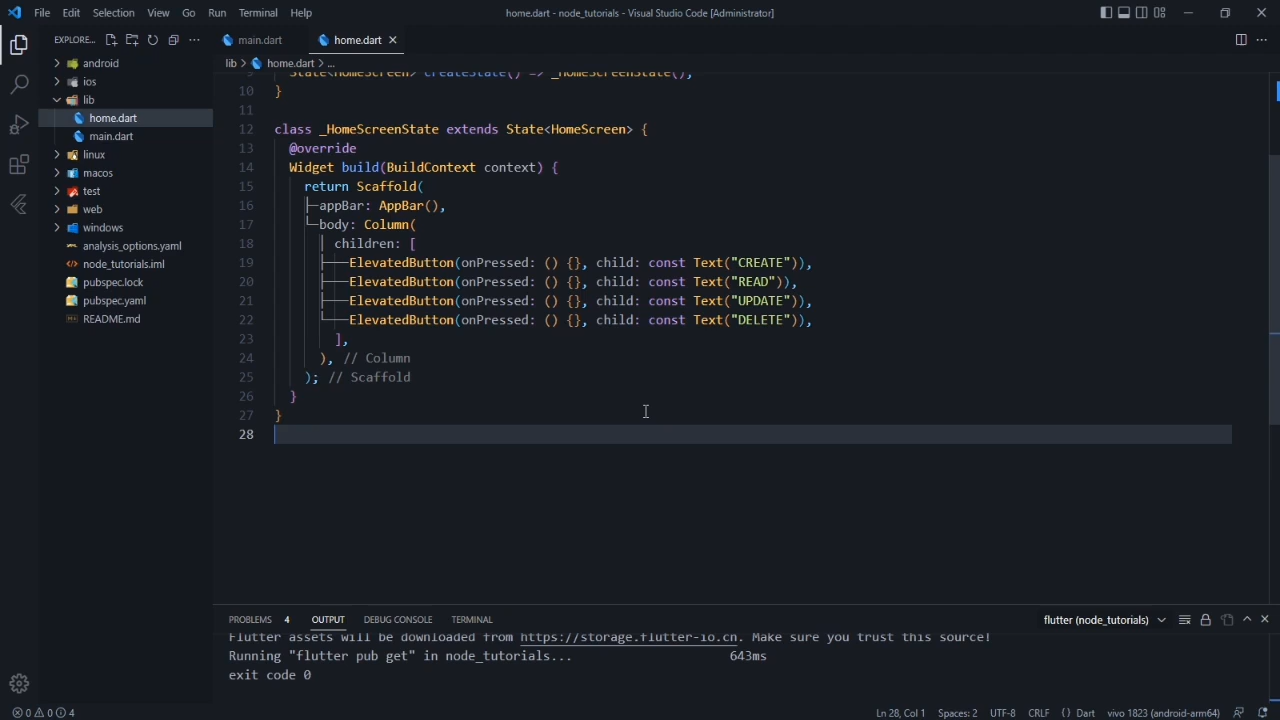 File Edit Selection View Go Run Terminal Help
home.dart - node_tutorials - Visual Studio Code [Administrator]
EXPLORE...
main.dart
home.dart
lib > home.dart > ...
android
ios
lib
home.dart
main.dart
linux
macos
test
web
windows
analysis_options.yaml
node_tutorials.iml
pubspec.lock
pubspec.yaml
README.md
9 State<HomeScreen> createState() => _HomeScreenState();
10 }
11
12 class _HomeScreenState extends State<HomeScreen> {
13 @override
14 Widget build(BuildContext context) {
15 return Scaffold(
16 appBar: AppBar(),
17 body: Column(
18 children: [
19 ElevatedButton(onPressed: () {}, child: const Text("CREATE")),
20 ElevatedButton(onPressed: () {}, child: const Text("READ")),
21 ElevatedButton(onPressed: () {}, child: const Text("UPDATE")),
22 ElevatedButton(onPressed: () {}, child: const Text("DELETE")),
23 ],
24 ), // Column
25 ); // Scaffold
26 }
27 }
28
PROBLEMS 4 OUTPUT DEBUG CONSOLE TERMINAL
flutter (node_tutorials)
Flutter assets will be downloaded from https://storage.flutter-io.cn. Make sure you trust this source!
Running "flutter pub get" in node_tutorials... 643ms
exit code 0
0 0 4
Ln 28, Col 1 Spaces: 2 UTF-8 CRLF { } Dart vivo 1823 (android-arm64)